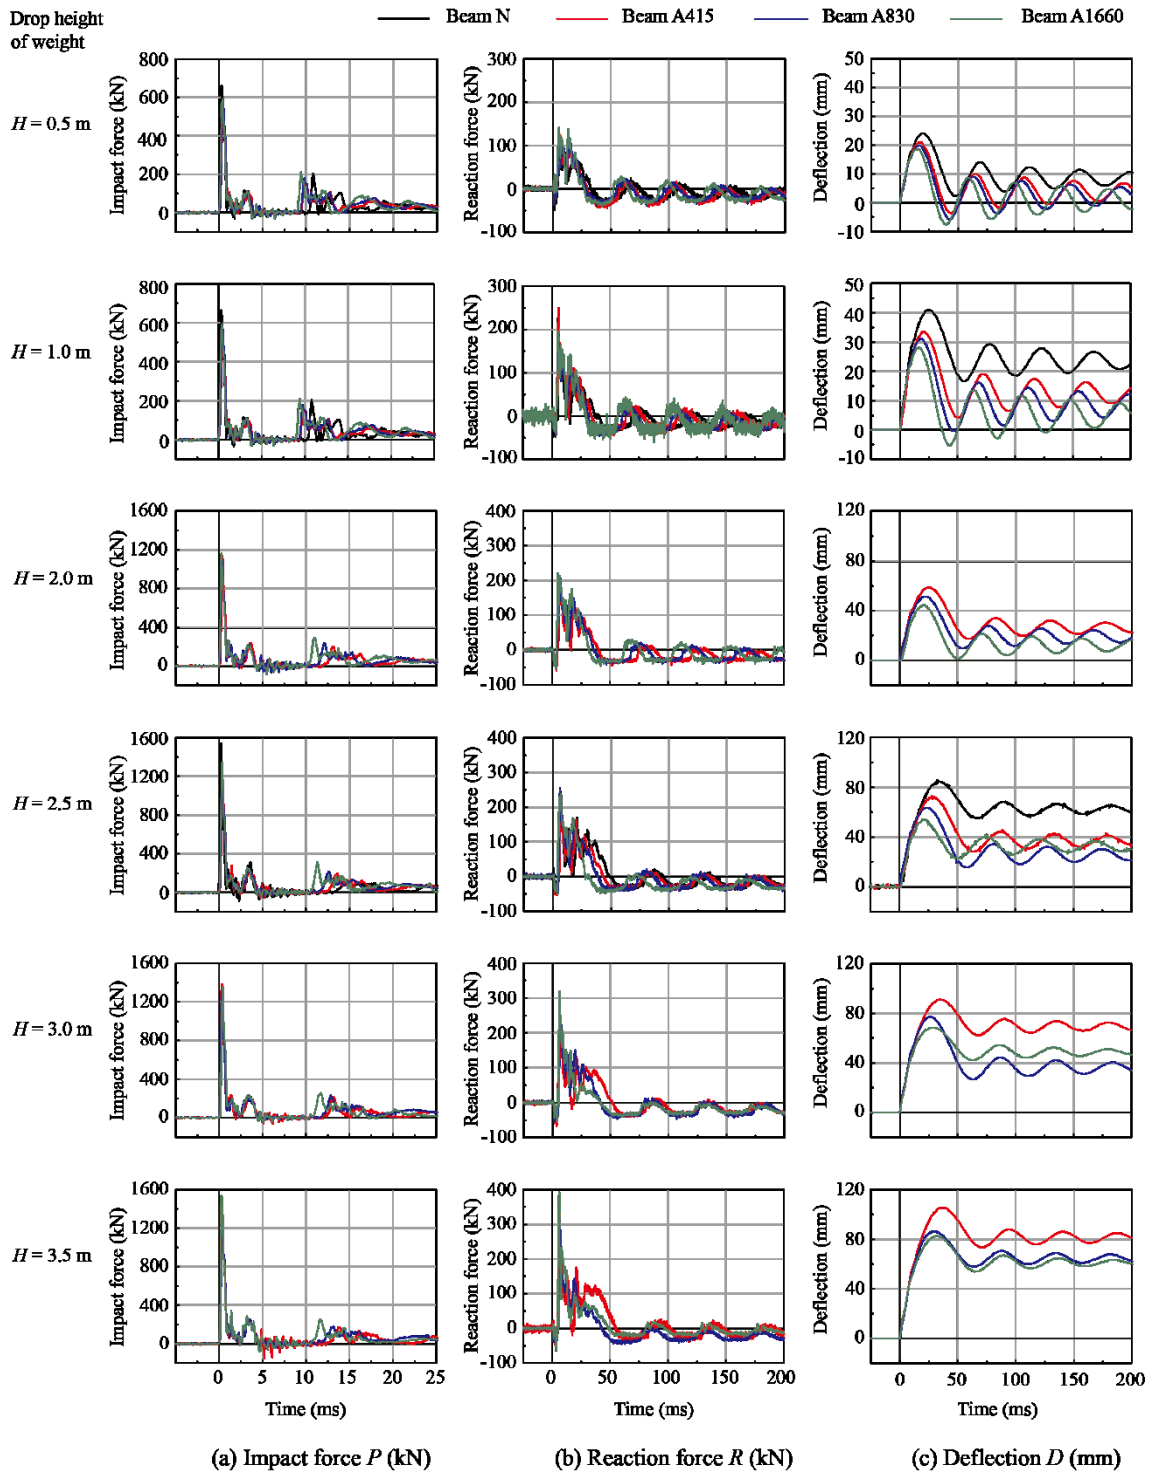 Drop height
of weight
Beam N
Beam A415
Beam A830
Beam A1660
H = 0.5 m
Impact force (kN)
800
600
400
200
0
Reaction force (kN)
300
200
100
0
-100
Deflection (mm)
50
40
30
20
10
0
-10
H = 1.0 m
Impact force (kN)
800
600
400
200
0
Reaction force (kN)
300
200
100
0
-100
Deflection (mm)
50
40
30
20
10
0
-10
H = 2.0 m
Impact force (kN)
1600
1200
800
400
0
Reaction force (kN)
400
300
200
100
0
-100
Deflection (mm)
120
80
40
0
H = 2.5 m
Impact force (kN)
1600
1200
800
400
0
Reaction force (kN)
400
300
200
100
0
-100
Deflection (mm)
120
80
40
0
H = 3.0 m
Impact force (kN)
1600
1200
800
400
0
Reaction force (kN)
400
300
200
100
0
-100
Deflection (mm)
120
80
40
0
H = 3.5 m
Impact force (kN)
1600
1200
800
400
0
Reaction force (kN)
400
300
200
100
0
-100
Deflection (mm)
120
80
40
0
0 5 10 15 20 25
0 50 100 150 200
0 50 100 150 200
Time (ms)
Time (ms)
Time (ms)
(a) Impact force P (kN)
(b) Reaction force R (kN)
(c) Deflection D (mm)